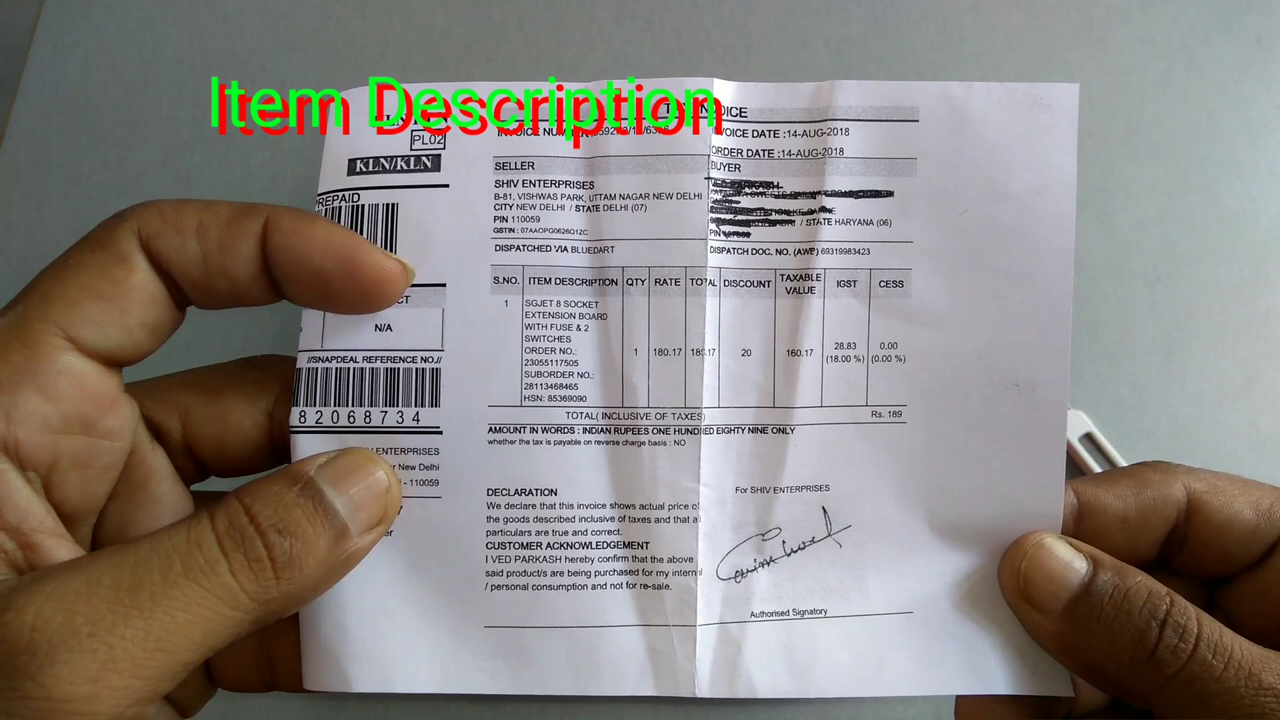 Item Description
PL02
KLN/KLN
PREPAID
N/A
//SNAPDEAL REFERENCE NO.//
82068734
ENTERPRISES
New Delhi
- 110059
INVOICE DATE :14-AUG-2018
ORDER DATE :14-AUG-2018
SELLER
SHIV ENTERPRISES
B-81, VISHWAS PARK, UTTAM NAGAR NEW DELHI
CITY NEW DELHI / STATE DELHI (07)
PIN 110059
GSTIN : 07AAOPG0626Q1ZC
DISPATCHED VIA BLUEDART
BUYER
/ STATE HARYANA (06)
PIN
DISPATCH DOC. NO. (AWB) 69319983423
S.NO. ITEM DESCRIPTION QTY RATE TOTAL DISCOUNT TAXABLE VALUE IGST CESS
1 SGJET 8 SOCKET
EXTENSION BOARD
WITH FUSE & 2
SWITCHES
ORDER NO.:
23055117505
SUBORDER NO.:
28113468465
HSN: 85369090
1 180.17 180.17 20 160.17 28.83 (18.00 %) 0.00 (0.00 %)
TOTAL( INCLUSIVE OF TAXES) Rs. 189
AMOUNT IN WORDS : INDIAN RUPEES ONE HUNDRED EIGHTY NINE ONLY
whether the tax is payable on reverse charge basis : NO
DECLARATION
We declare that this invoice shows actual price of
the goods described inclusive of taxes and that al
particulars are true and correct.
CUSTOMER ACKNOWLEDGEMENT
I VED PARKASH hereby confirm that the above
said product/s are being purchased for my internal
/ personal consumption and not for re-sale.
For SHIV ENTERPRISES
Authorised Signatory